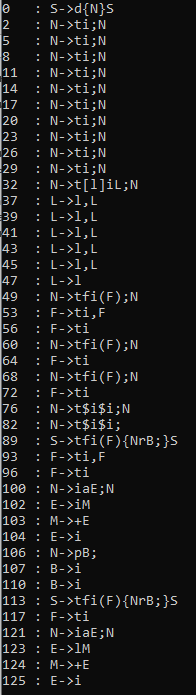 0   : S->d{N}S
2   : N->ti;N
5   : N->ti;N
8   : N->ti;N
11  : N->ti;N
14  : N->ti;N
17  : N->ti;N
20  : N->ti;N
23  : N->ti;N
26  : N->ti;N
29  : N->ti;N
32  : N->t[l]iL;N
37  : L->l,L
39  : L->l,L
41  : L->l,L
43  : L->l,L
45  : L->l,L
47  : L->l
49  : N->tfi(F);N
53  : F->ti,F
56  : F->ti
60  : N->tfi(F);N
64  : F->ti
68  : N->tfi(F);N
72  : F->ti
76  : N->t$i$i;N
82  : N->t$i$i;
89  : S->tfi(F){NrB;}S
93  : F->ti,F
96  : F->ti
100 : N->iaE;N
102 : E->iM
103 : M->+E
104 : E->i
106 : N->pB;
107 : B->i
110 : B->i
113 : S->tfi(F){NrB;}S
117 : F->ti
121 : N->iaE;N
123 : E->lM
124 : M->+E
125 : E->i